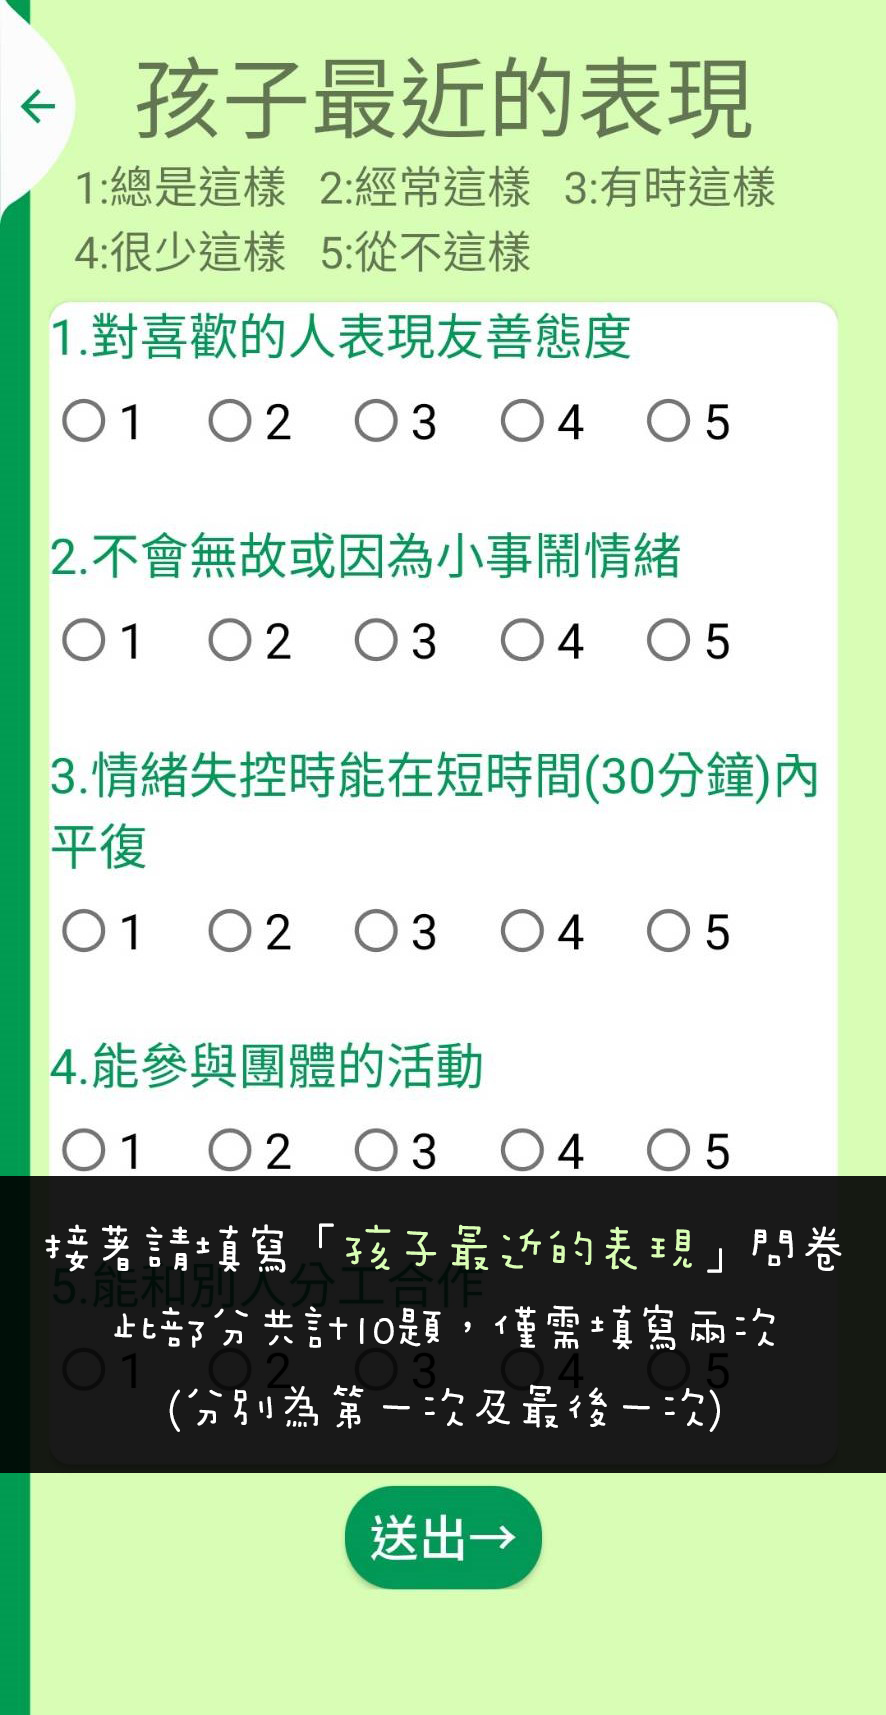 ←
孩子最近的表現
1:總是這樣 2:經常這樣 3:有時這樣
4:很少這樣 5:從不這樣
1.對喜歡的人表現友善態度
1 2 3 4 5
2.不會無故或因為小事鬧情緒
1 2 3 4 5
3.情緒失控時能在短時間(30分鐘)內
平復
1 2 3 4 5
4.能參與團體的活動
1 2 3 4 5
接著請填寫「孩子最近的表現」問卷
5.能和別人分工合作
此部分共計10題，僅需填寫兩次
1 2 3 4 5
(分別為第一次及最後一次)
送出→